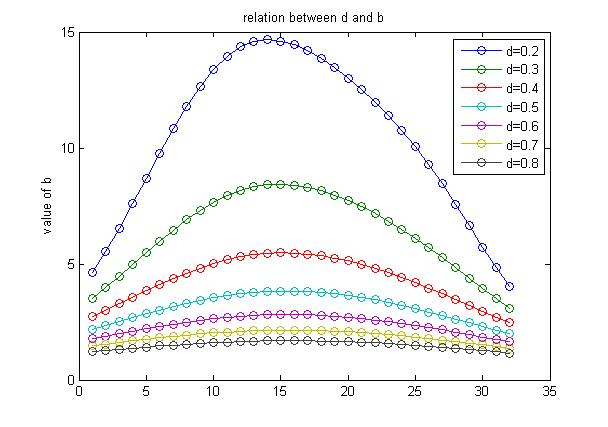 relation between d and b
value of b
15
10
5
0
0 5 10 15 20 25 30 35
d=0.2
d=0.3
d=0.4
d=0.5
d=0.6
d=0.7
d=0.8